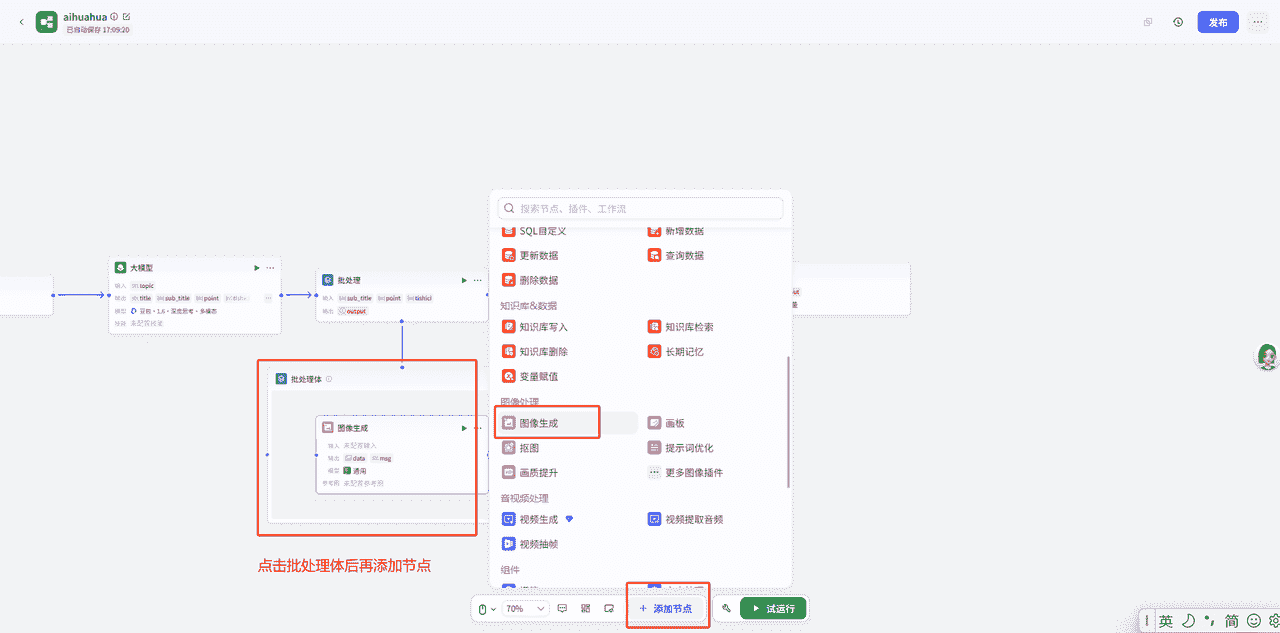 aihuahua
已自动保存 17:09:20
发布
搜索节点、插件、工作流
SQL自定义
新增数据
更新数据
查询数据
删除数据
知识库&数据
知识库写入
知识库检索
知识库删除
长期记忆
变量赋值
图像处理
图像生成
画板
抠图
提示词优化
画质提升
更多图像插件
音视频处理
视频生成
视频提取音频
视频抽帧
组件
大模型
输入 topic
输出 title sub_title point
模型 豆包·1.6·深度思考·多模态
技能 未配置技能
批处理
输入 sub_title point tishici
输出 output
批处理体
图像生成
输入 未配置输入
输出 data msg
模型 通用
参考图 未配置参考图
点击批处理体后再添加节点
70%
添加节点
试运行
英
简